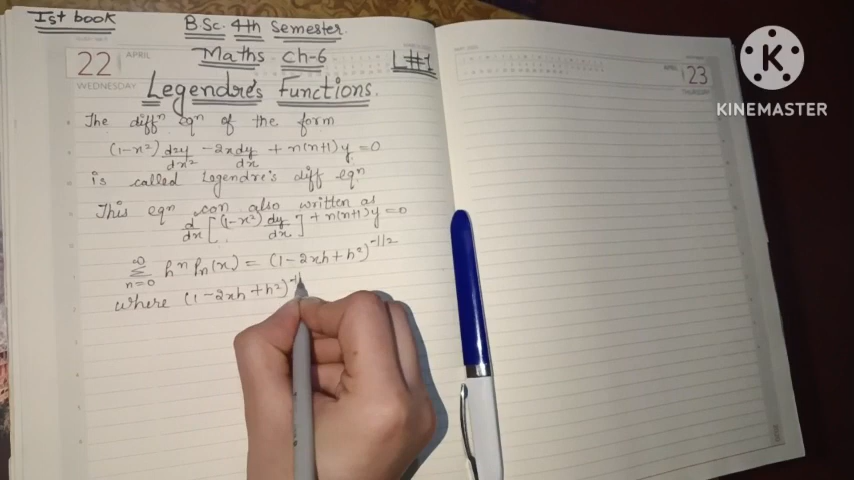 Ist book
BSc. 4th Semester.
Maths ch-6
L#1
22 APRIL
WEDNESDAY
Legendre's Functions.
The diffⁿ eqⁿ of the form
(1-x²) d2y/dx² - 2x dy/dx + n(n+1)y = 0
is called Legendre's diff eqⁿ
This eqn can also written as
d/dx [(1-x²) dy/dx] + n(n+1)y = 0
∞∑n=0 hⁿ Pn(x) = (1-2xh+h²)^-1/2
where (1-2xh+h²)^-1
APRIL 23
THURSDAY
K
KINEMASTER